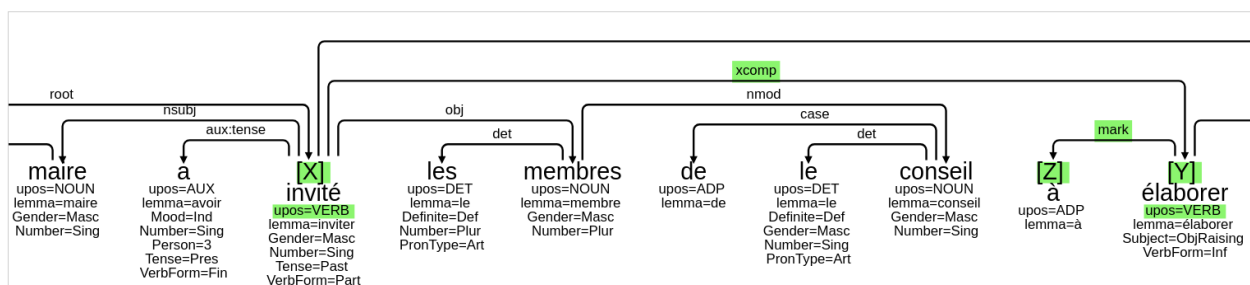 xcomp
root
nmod
nsubj
obj
case
aux:tense
det
det
mark
maire a [X] les membres de le conseil [Z] [Y]
invité à élaborer
upos=NOUN upos=AUX upos=VERB upos=DET upos=NOUN upos=ADP upos=DET upos=NOUN upos=ADP upos=VERB
lemma=maire lemma=avoir lemma=inviter lemma=le lemma=membre lemma=de lemma=le lemma=conseil lemma=à lemma=élaborer
Gender=Masc Mood=Ind Gender=Masc Definite=Def Gender=Masc Definite=Def Gender=Masc Subject=ObjRaising
Number=Sing Number=Sing Number=Sing Number=Plur Number=Plur Gender=Masc Number=Sing VerbForm=Inf
Person=3 Tense=Past PronType=Art Number=Sing
Tense=Pres VerbForm=Part PronType=Art
VerbForm=Fin